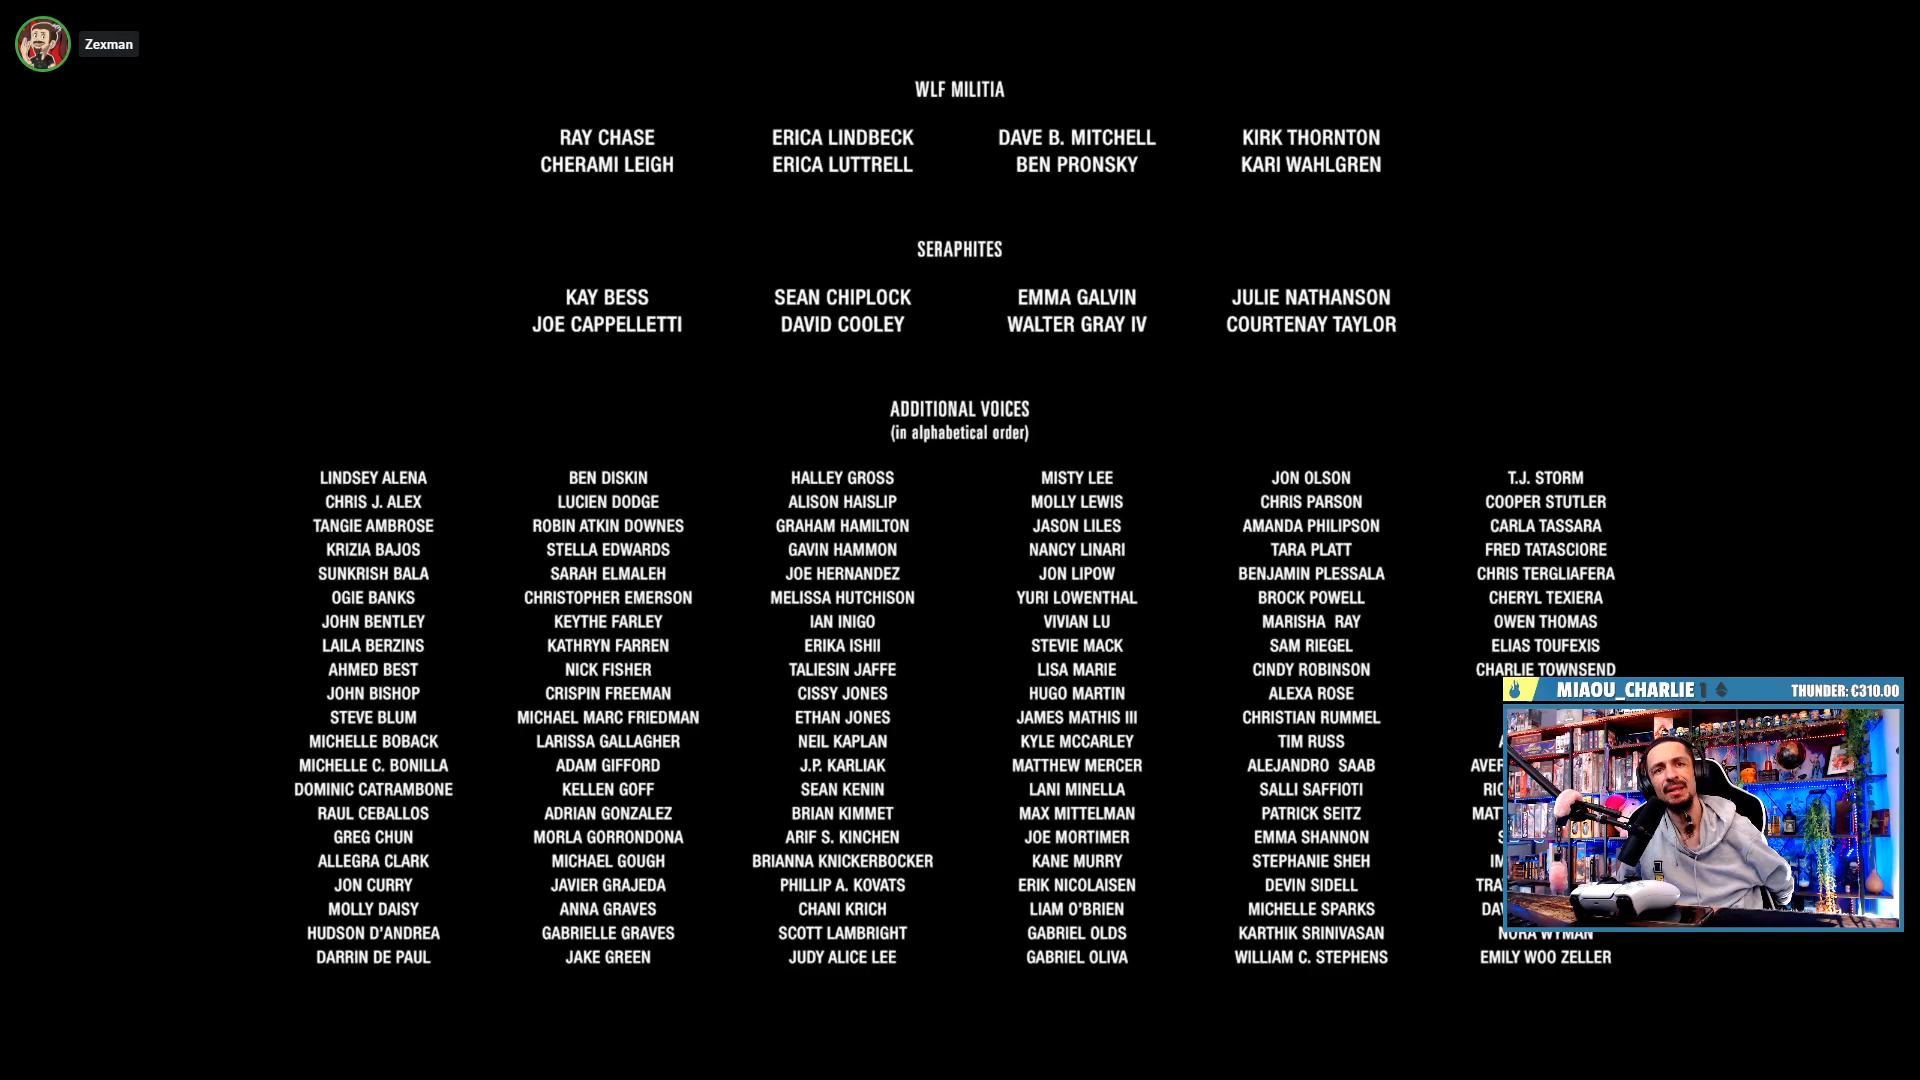 Zexman
WLF MILITIA
RAY CHASE ERICA LINDBECK DAVE B. MITCHELL KIRK THORNTON
CHERAMI LEIGH ERICA LUTTRELL BEN PRONSKY KARI WAHLGREN
SERAPHITES
KAY BESS SEAN CHIPLOCK EMMA GALVIN JULIE NATHANSON
JOE CAPPELLETTI DAVID COOLEY WALTER GRAY IV COURTENAY TAYLOR
ADDITIONAL VOICES
(in alphabetical order)
LINDSEY ALENA BEN DISKIN HALLEY GROSS MISTY LEE JON OLSON T.J. STORM
CHRIS J. ALEX LUCIEN DODGE ALISON HAISLIP MOLLY LEWIS CHRIS PARSON COOPER STUTLER
TANGIE AMBROSE ROBIN ATKIN DOWNES GRAHAM HAMILTON JASON LILES AMANDA PHILIPSON CARLA TASSARA
KRIZIA BAJOS STELLA EDWARDS GAVIN HAMMON NANCY LINARI TARA PLATT FRED TATASCIORE
SUNKRISH BALA SARAH ELMALEH JOE HERNANDEZ JON LIPOW BENJAMIN PLESSALA CHRIS TERGLIAFERA
OGIE BANKS CHRISTOPHER EMERSON MELISSA HUTCHISON YURI LOWENTHAL BROCK POWELL CHERYL TEXIERA
JOHN BENTLEY KEYTHE FARLEY IAN INIGO VIVIAN LU MARISHA RAY OWEN THOMAS
LAILA BERZINS KATHRYN FARREN ERIKA ISHII STEVIE MACK SAM RIEGEL ELIAS TOUFEXIS
AHMED BEST NICK FISHER TALIESIN JAFFE LISA MARIE CINDY ROBINSON CHARLIE TOWNSEND
JOHN BISHOP CRISPIN FREEMAN CISSY JONES HUGO MARTIN ALEXA ROSE MIAOU_CHARLIE THUNDER: €310.00
STEVE BLUM MICHAEL MARC FRIEDMAN ETHAN JONES JAMES MATHIS III CHRISTIAN RUMMEL
MICHELLE BOBACK LARISSA GALLAGHER NEIL KAPLAN KYLE MCCARLEY TIM RUSS
MICHELLE C. BONILLA ADAM GIFFORD J.P. KARLIAK MATTHEW MERCER ALEJANDRO SAAB
DOMINIC CATRAMBONE KELLEN GOFF SEAN KENIN LANI MINELLA SALLI SAFFIOTI
RAUL CEBALLOS ADRIAN GONZALEZ BRIAN KIMMET MAX MITTELMAN PATRICK SEITZ
GREG CHUN MORLA GORRONDONA ARIF S. KINCHEN JOE MORTIMER EMMA SHANNON
ALLEGRA CLARK MICHAEL GOUGH BRIANNA KNICKERBOCKER KANE MURRY STEPHANIE SHEH
JON CURRY JAVIER GRAJEDA PHILLIP A. KOVATS ERIK NICOLAISEN DEVIN SIDELL
MOLLY DAISY ANNA GRAVES CHANI KRICH LIAM O'BRIEN MICHELLE SPARKS
HUDSON D'ANDREA GABRIELLE GRAVES SCOTT LAMBRIGHT GABRIEL OLDS KARTHIK SRINIVASAN NORA WYMAN
DARRIN DE PAUL JAKE GREEN JUDY ALICE LEE GABRIEL OLIVA WILLIAM C. STEPHENS EMILY WOO ZELLER